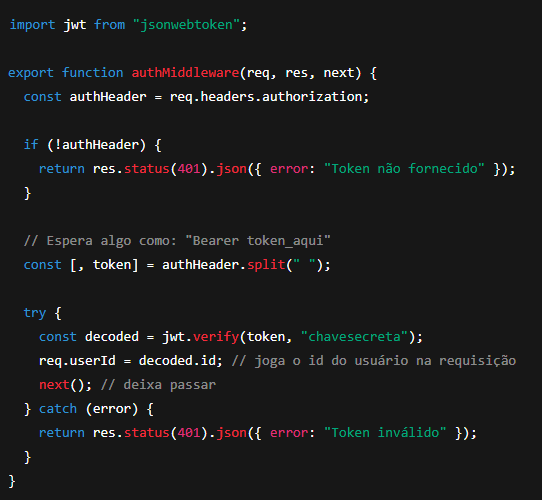 import jwt from "jsonwebtoken";
export function authMiddleware(req, res, next) {
const authHeader = req.headers.authorization;
if (!authHeader) {
return res.status(401).json({ error: "Token não fornecido" });
}
// Espera algo como: "Bearer token_aqui"
const [, token] = authHeader.split(" ");
try {
const decoded = jwt.verify(token, "chavesecreta");
req.userId = decoded.id; // joga o id do usuário na requisição
next(); // deixa passar
} catch (error) {
return res.status(401).json({ error: "Token inválido" });
}
}